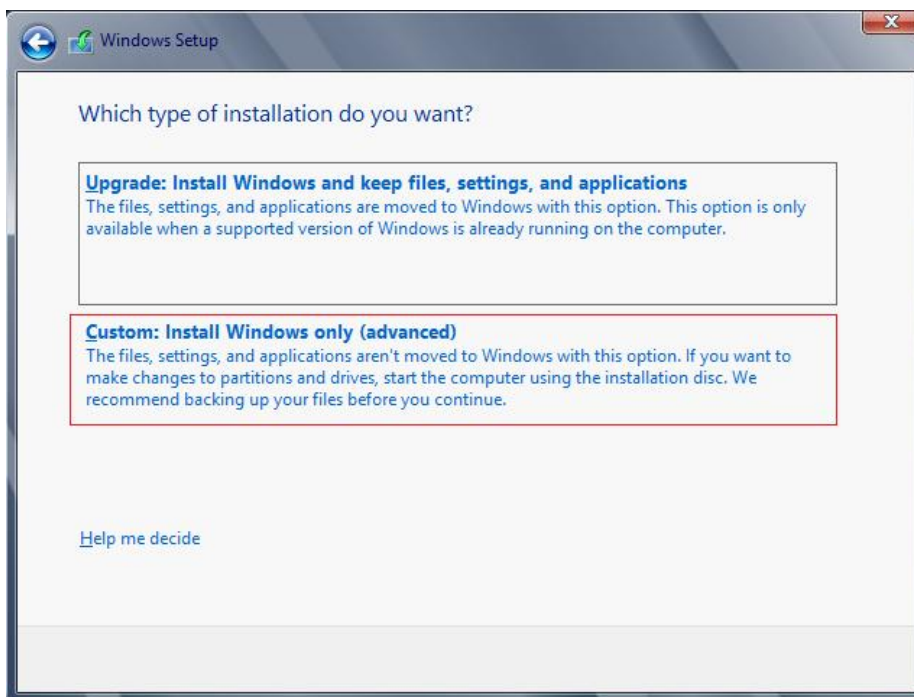 Windows Setup
Which type of installation do you want?
Upgrade: Install Windows and keep files, settings, and applications
The files, settings, and applications are moved to Windows with this option. This option is only
available when a supported version of Windows is already running on the computer.
Custom: Install Windows only (advanced)
The files, settings, and applications aren't moved to Windows with this option. If you want to
make changes to partitions and drives, start the computer using the installation disc. We
recommend backing up your files before you continue.
Help me decide